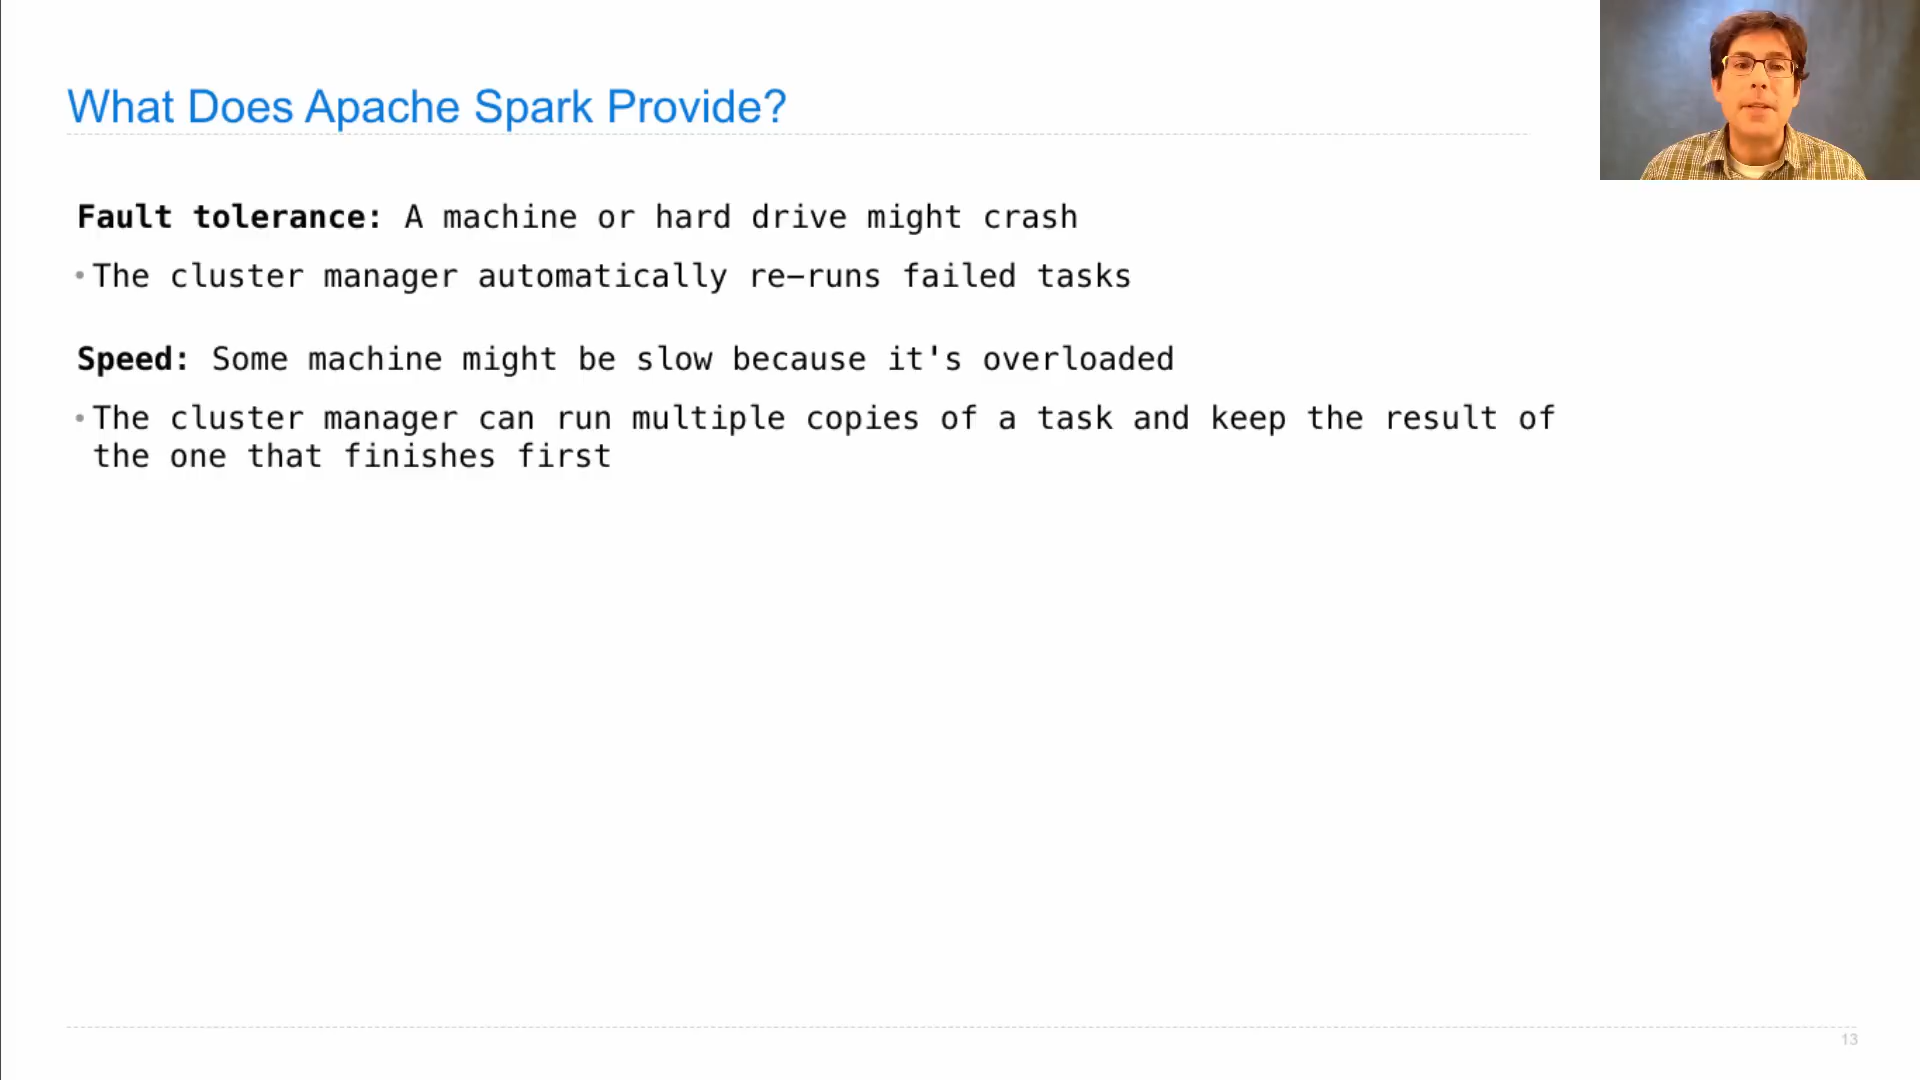 What Does Apache Spark Provide?
Fault tolerance: A machine or hard drive might crash
• The cluster manager automatically re-runs failed tasks
Speed: Some machine might be slow because it's overloaded
• The cluster manager can run multiple copies of a task and keep the result of
the one that finishes first
13